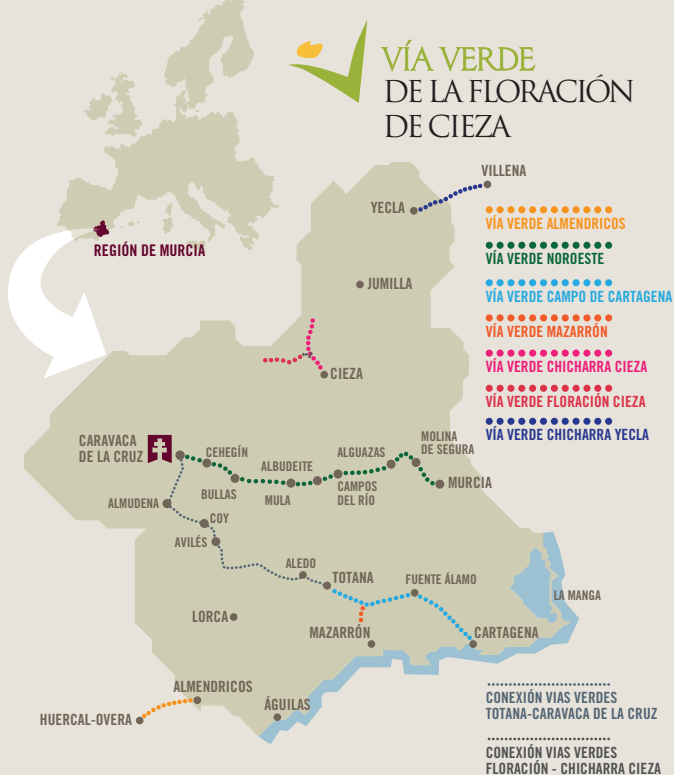 VÍA VERDE
DE LA FLORACIÓN
DE CIEZA
REGIÓN DE MURCIA
VILLENA
YECLA
JUMILLA
CIEZA
VÍA VERDE ALMENDRICOS
VÍA VERDE NOROESTE
VÍA VERDE CAMPO DE CARTAGENA
VÍA VERDE MAZARRÓN
VÍA VERDE CHICHARRA CIEZA
VÍA VERDE FLORACIÓN CIEZA
VÍA VERDE CHICHARRA YECLA
CARAVACA
DE LA CRUZ
CEHEGÍN
BULLAS
ALBUDEITE
MULA
ALGUAZAS
CAMPOS
DEL RÍO
MOLINA
DE SEGURA
MURCIA
ALMUDENA
COY
AVILÉS
ALEDO
TOTANA
FUENTE ÁLAMO
LA MANGA
LORCA
MAZARRÓN
CARTAGENA
ALMENDRICOS
HUERCAL-OVERA
ÁGUILAS
CONEXIÓN VIAS VERDES
TOTANA-CARAVACA DE LA CRUZ
CONEXIÓN VIAS VERDES
FLORACIÓN - CHICHARRA CIEZA